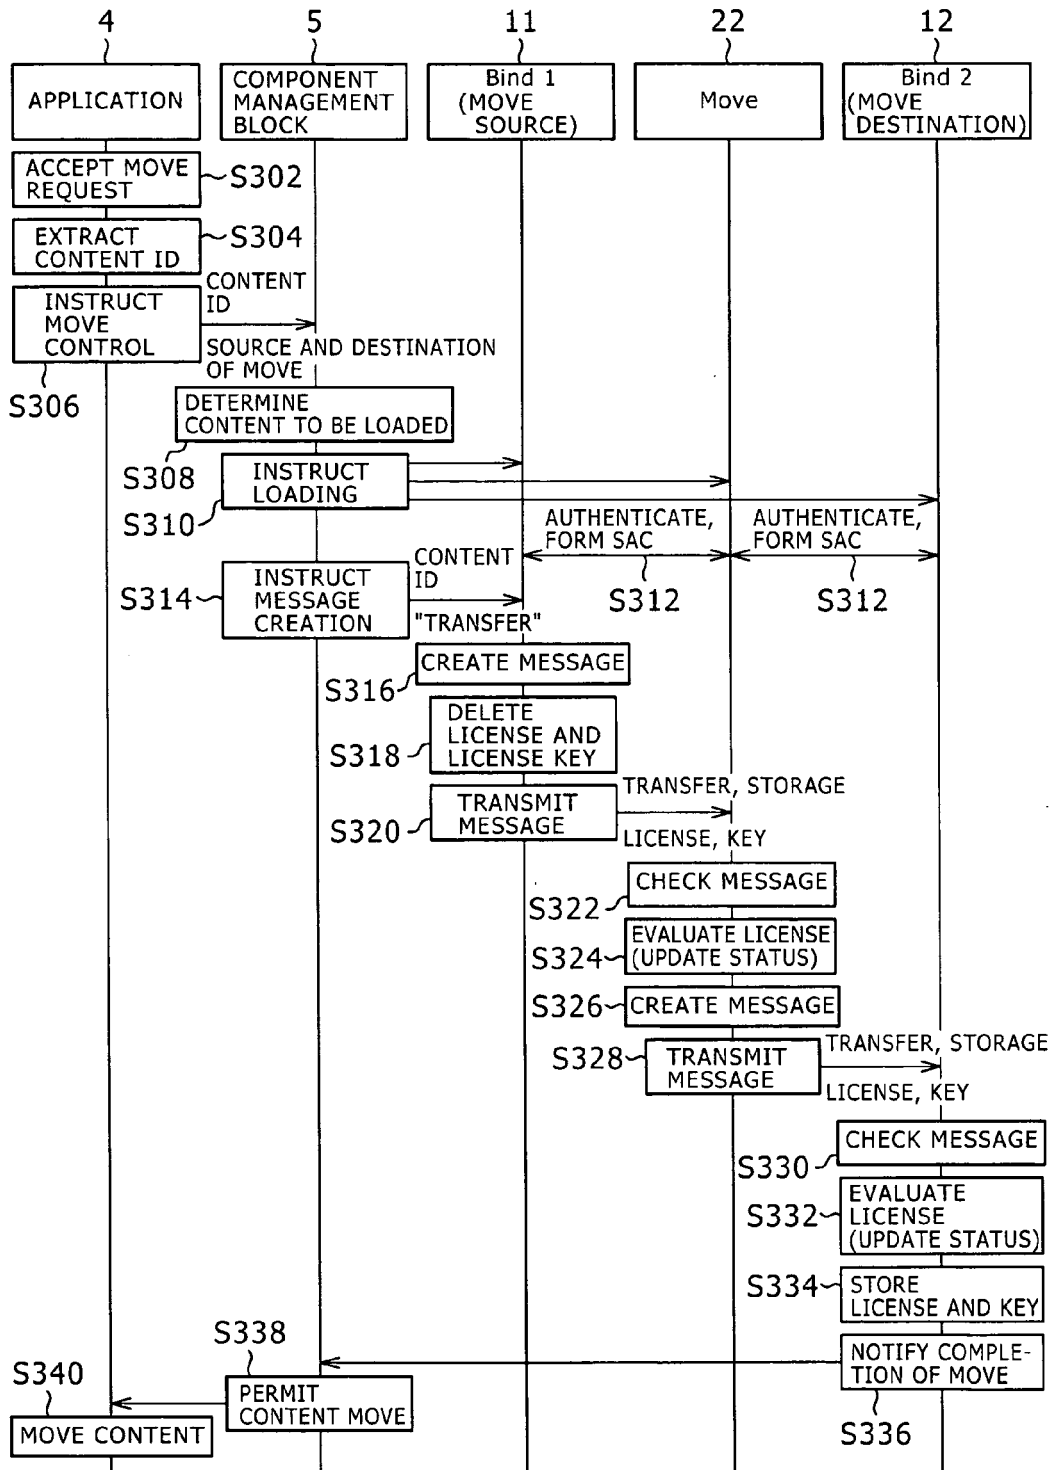 4
5
11
22
12
APPLICATION
COMPONENT
MANAGEMENT
BLOCK
Bind 1
(MOVE
SOURCE)
Move
Bind 2
(MOVE
DESTINATION)
ACCEPT MOVE
REQUEST
S302
EXTRACT
CONTENT ID
S304
INSTRUCT
MOVE
CONTROL
CONTENT
ID
SOURCE AND DESTINATION
OF MOVE
S306
DETERMINE
CONTENT TO BE LOADED
S308
INSTRUCT
LOADING
S310
AUTHENTICATE,
FORM SAC
AUTHENTICATE,
FORM SAC
S312
S312
S314
INSTRUCT
MESSAGE
CREATION
CONTENT
ID
"TRANSFER"
CREATE MESSAGE
S316
DELETE
LICENSE AND
LICENSE KEY
S318
TRANSMIT
MESSAGE
S320
TRANSFER, STORAGE
LICENSE, KEY
CHECK MESSAGE
S322
EVALUATE LICENSE
(UPDATE STATUS)
S324
S326
CREATE MESSAGE
S328
TRANSMIT
MESSAGE
TRANSFER, STORAGE
LICENSE, KEY
CHECK MESSAGE
S330
EVALUATE
LICENSE
(UPDATE STATUS)
S332
S334
STORE
LICENSE AND KEY
NOTIFY COMPLE-
TION OF MOVE
S336
S338
PERMIT
CONTENT MOVE
S340
MOVE CONTENT